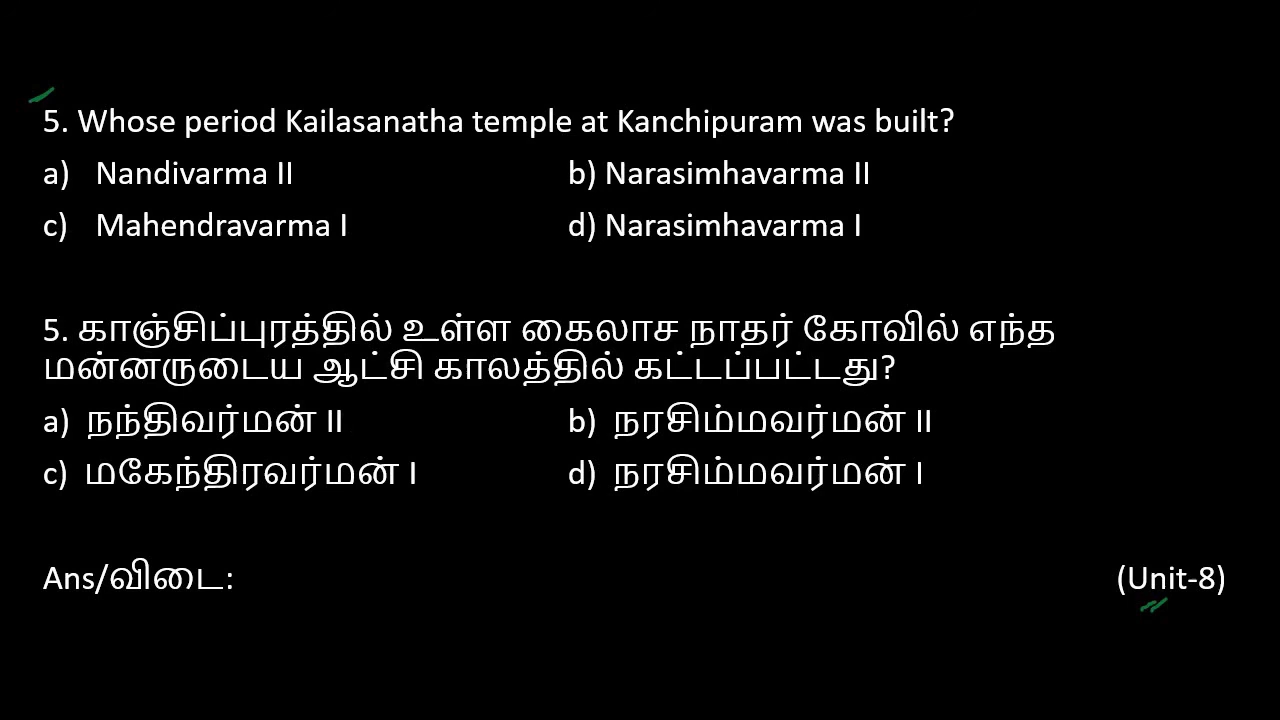 5. Whose period Kailasanatha temple at Kanchipuram was built?
a) Nandivarma II b) Narasimhavarma II
c) Mahendravarma I d) Narasimhavarma I
5. காஞ்சிப்புரத்தில் உள்ள கைலாச நாதர் கோவில் எந்த
மன்னருடைய ஆட்சி காலத்தில் கட்டப்பட்டது?
a) நந்திவர்மன் II b) நரசிம்மவர்மன் II
c) மகேந்திரவர்மன் I d) நரசிம்மவர்மன் I
Ans/விடை: (Unit-8)